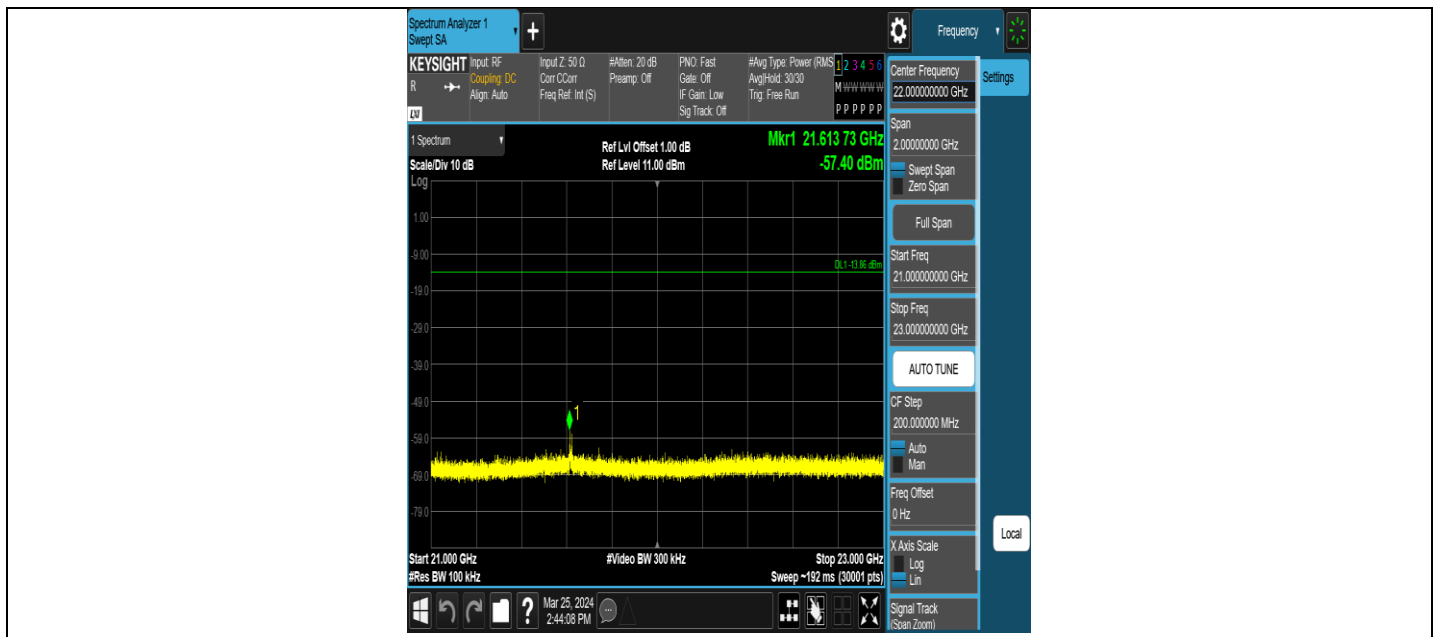 Spectrum Analyzer 1
Swept SA
+
Frequency
KEYSIGHT
R
LXI
Input: RF
Coupling: DC
Align: Auto
Input Z: 50 Ω
Corr CCorr
Freq Ref: Int (S)
#Atten: 20 dB
Preamp: Off
PNO: Fast
Gate: Off
IF Gain: Low
Sig Track: Off
#Avg Type: Power (RMS
Avg|Hold: 30/30
Trig: Free Run
1 2 3 4 5 6
M W W W W W
P P P P P P
1 Spectrum
Scale/Div 10 dB
Log
Ref Lvl Offset 1.00 dB
Ref Level 11.00 dBm
Mkr1 21.613 73 GHz
-57.40 dBm
1.00
-9.00
-19.0
-29.0
-39.0
-49.0
-59.0
-69.0
-79.0
DL1 -13.86 dBm
1
Start 21.000 GHz
#Res BW 100 kHz
#Video BW 300 kHz
Stop 23.000 GHz
Sweep ~192 ms (30001 pts)
Center Frequency
22.000000000 GHz
Settings
Span
2.00000000 GHz
Swept Span
Zero Span
Full Span
Start Freq
21.000000000 GHz
Stop Freq
23.000000000 GHz
AUTO TUNE
CF Step
200.000000 MHz
Auto
Man
Freq Offset
0 Hz
X Axis Scale
Log
Lin
Local
Signal Track
(Span Zoom)
?
Mar 25, 2024
2:44:08 PM